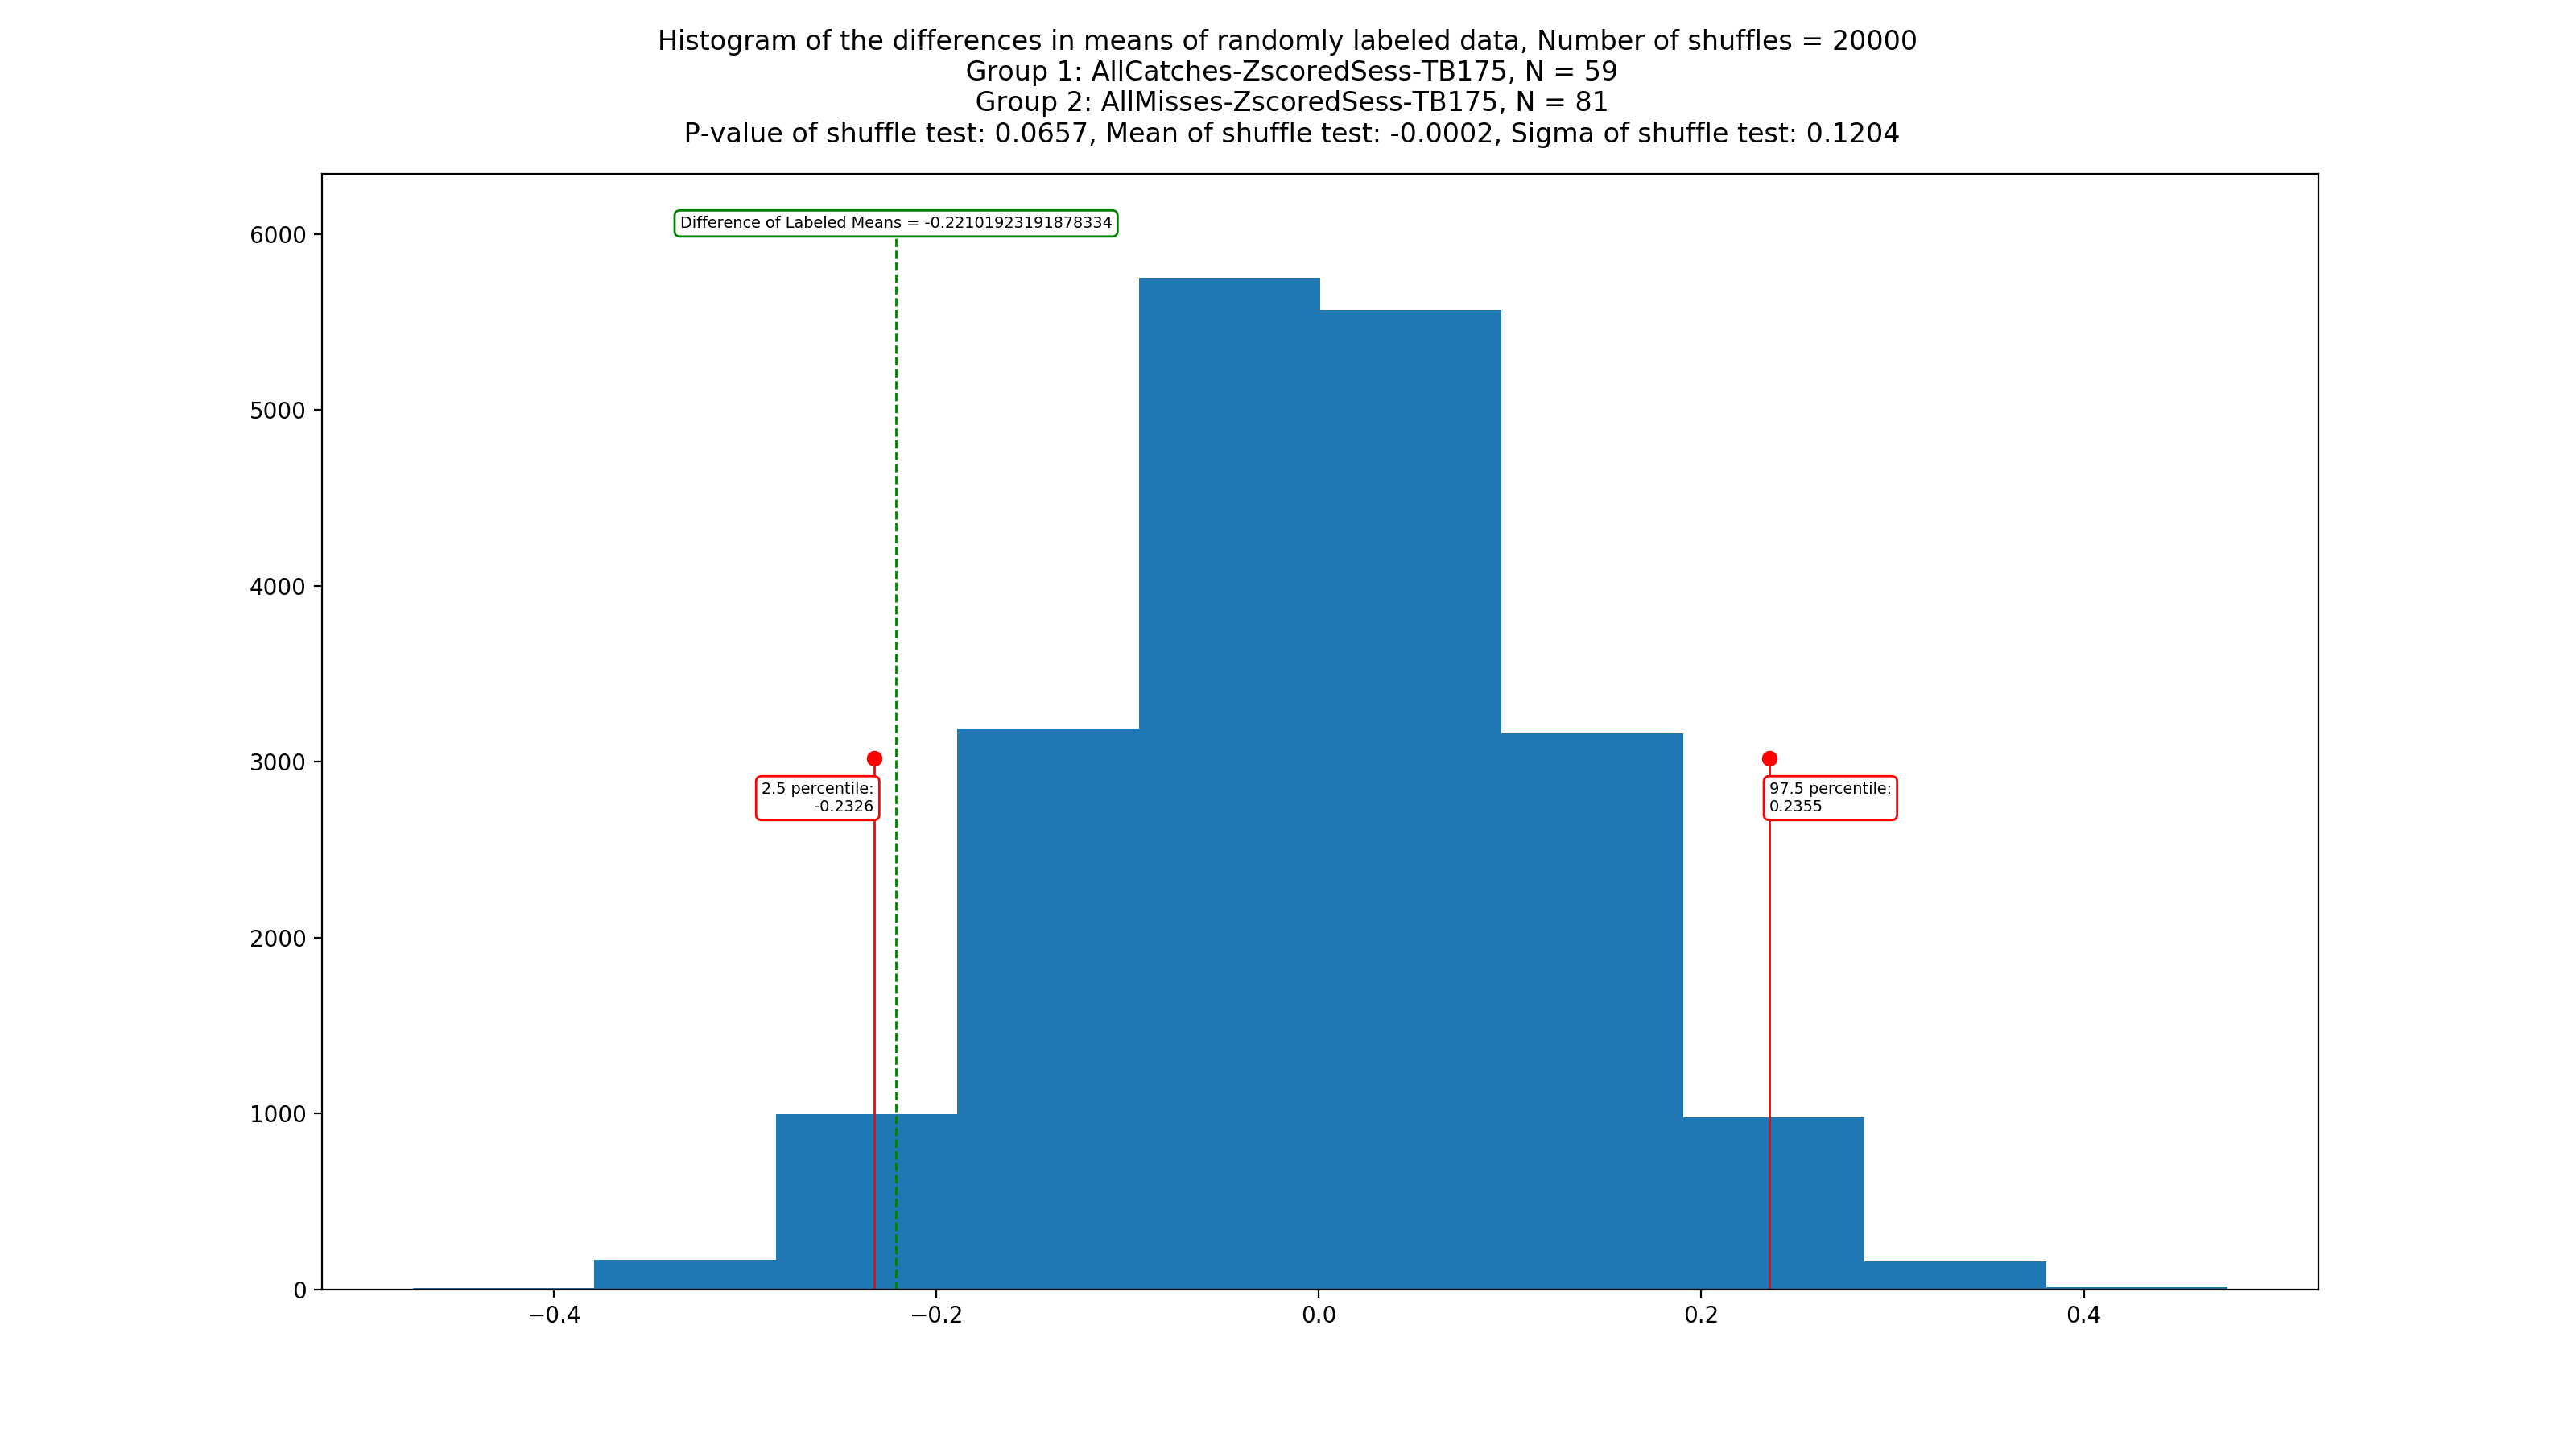 Histogram of the differences in means of randomly labeled data, Number of shuffles = 20000
Group 1: AllCatches-ZscoredSess-TB175, N = 59
Group 2: AllMisses-ZscoredSess-TB175, N = 81
P-value of shuffle test: 0.0657, Mean of shuffle test: -0.0002, Sigma of shuffle test: 0.1204
Difference of Labeled Means = -0.22101923191878334
6000
5000
4000
3000
2000
1000
0
2.5 percentile:
-0.2326
97.5 percentile:
0.2355
−0.4
−0.2
0.0
0.2
0.4